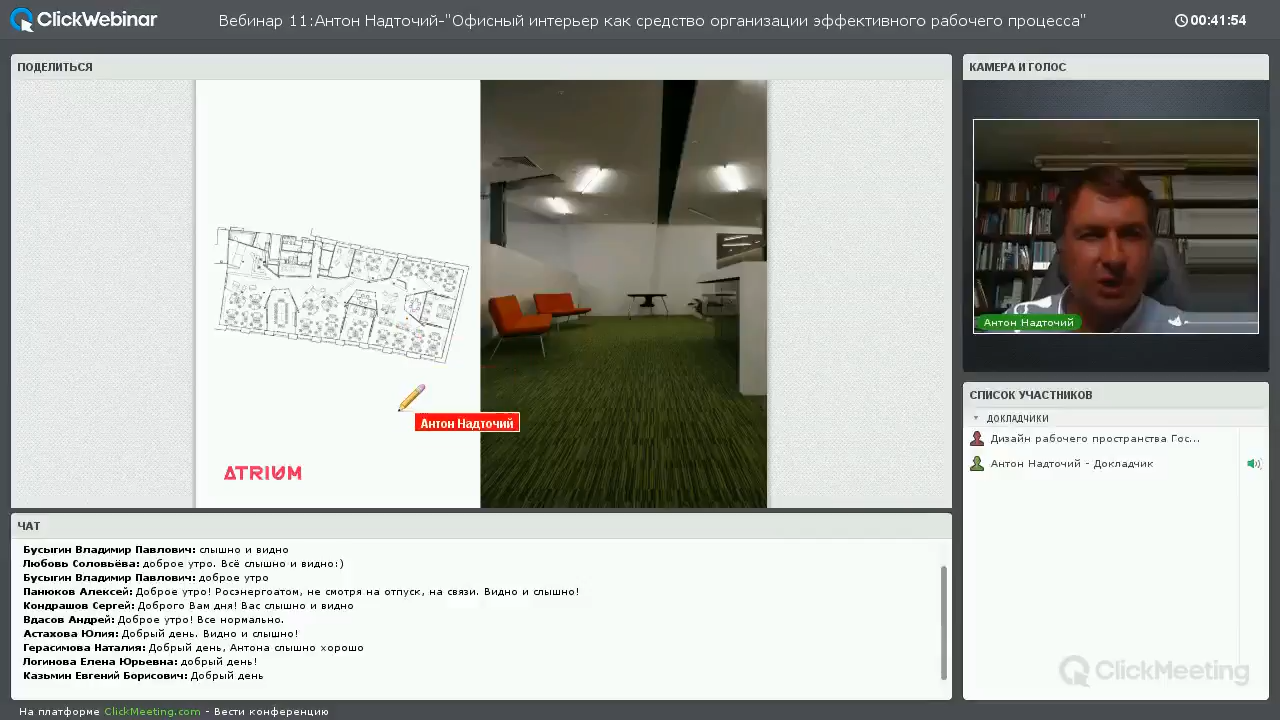 ClickWebinar
Вебинар 11:Антон Надточий-"Офисный интерьер как средство организации эффективного рабочего процесса"
00:41:54
ПОДЕЛИТЬСЯ
КАМЕРА И ГОЛОС
Антон Надточий
Антон Надточий
ATRIUM
СПИСОК УЧАСТНИКОВ
ДОКЛАДЧИКИ
Дизайн рабочего пространства Гос...
Антон Надточий - Докладчик
ЧАТ
Бусыгин Владимир Павлович: слышно и видно
Любовь Соловьёва: доброе утро. Всё слышно и видно:)
Бусыгин Владимир Павлович: доброе утро
Панюков Алексей: Доброе утро! Росэнергоатом, не смотря на отпуск, на связи. Видно и слышно!
Кондрашов Сергей: Доброго Вам дня! Вас слышно и видно
Вдасов Андрей: Доброе утро! Все нормально.
Астахова Юлия: Добрый день. Видно и слышно!
Герасимова Наталия: Добрый день, Антона слышно хорошо
Логинова Елена Юрьевна: добрый день!
Казьмин Евгений Борисович: Добрый день
ClickMeeting
На платформе ClickMeeting.com - Вести конференцию